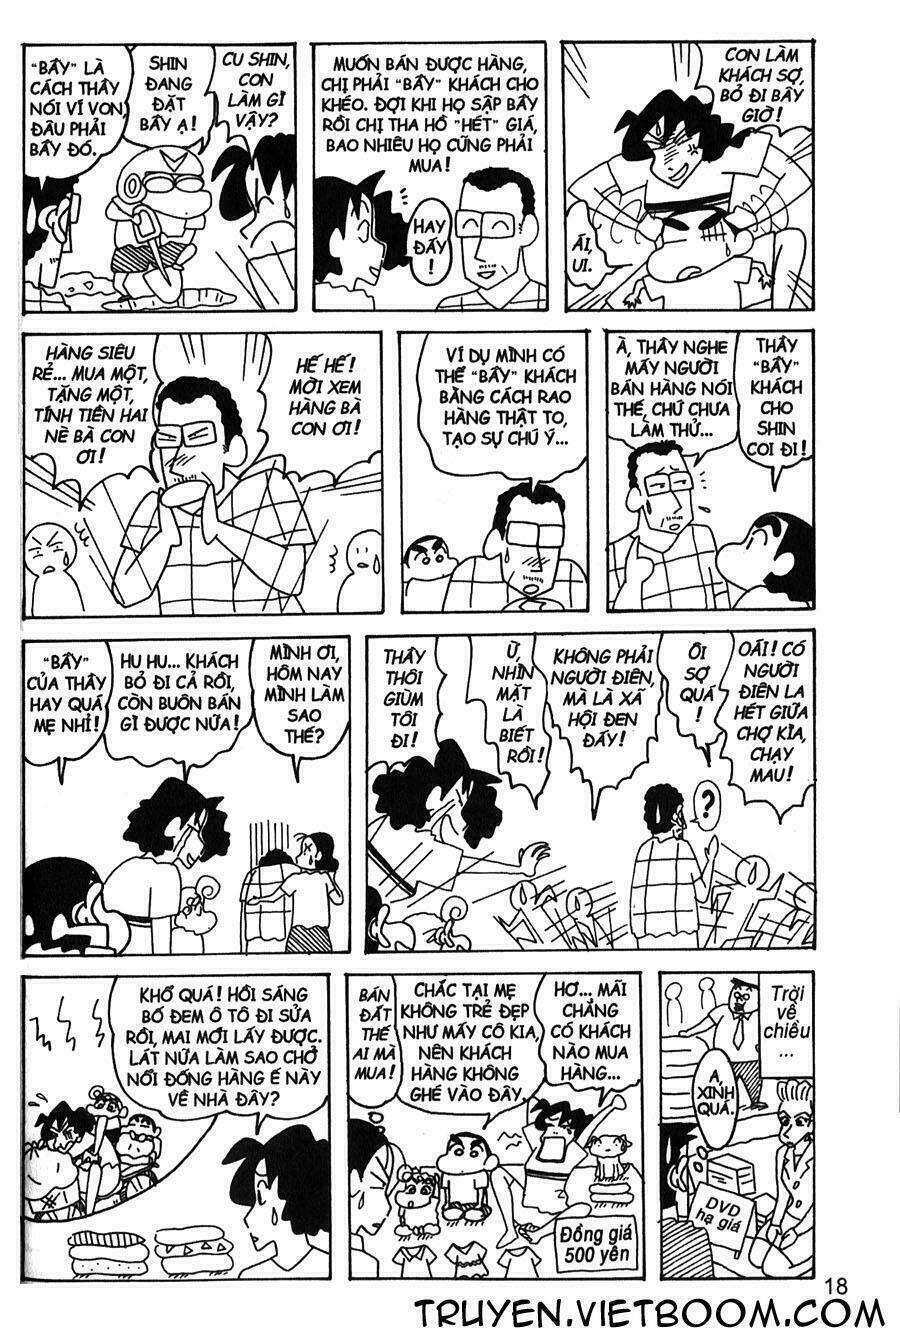 CON LÀM
KHÁCH SỢ,
BỎ ĐI BÂY
GIỜ!
ÁI,
UI.
MUỐN BÁN ĐƯỢC HÀNG,
CHỊ PHẢI "BẪY" KHÁCH CHO
KHÉO. ĐỢI KHI HỌ SẬP BẪY
RỒI CHỊ THA HỒ "HÉT" GIÁ,
BAO NHIÊU HỌ CŨNG PHẢI
MUA!
HAY
ĐẤY
!
CU SHIN,
CON
LÀM GÌ
VẬY?
SHIN
ĐANG
ĐẶT
BẪY Ạ!
"BẪY" LÀ
CÁCH THẦY
NÓI VÍ VON,
ĐÂU PHẢI
BẪY ĐÓ.
THẦY
"BẪY"
KHÁCH
CHO
SHIN
COI ĐI!
À, THẦY NGHE
MẤY NGƯỜI
BÁN HÀNG NÓI
THẾ, CHỨ CHƯA
LÀM THỬ...
VÍ DỤ MÌNH CÓ
THỂ "BẪY" KHÁCH
BẰNG CÁCH RAO
HÀNG THẬT TO,
TẠO SỰ CHÚ Ý...
HẾ HẾ!
MỜI XEM
HÀNG BÀ
CON ƠI!
HÀNG SIÊU
RẺ... MUA MỘT,
TẶNG MỘT,
TÍNH TIỀN HAI
NÈ BÀ CON
ƠI!
OÁI! CÓ
NGƯỜI
ĐIÊN LA
HÉT GIỮA
CHỢ KÌA,
CHẠY
MAU!
ÔI
SỢ
QUÁ!
KHÔNG PHẢI
NGƯỜI ĐIÊN,
MÀ LÀ XÃ
HỘI ĐEN
ĐẤY!
Ừ,
NHÌN
MẶT
LÀ
BIẾT
RỒI!
THẦY
THÔI
GIÙM
TÔI
ĐI!
?
MÌNH ƠI,
HÔM NAY
MÌNH LÀM
SAO
THẾ?
HU HU... KHÁCH
BỎ ĐI CẢ RỒI,
CÒN BUÔN BÁN
GÌ ĐƯỢC NỮA!
"BẪY"
CỦA THẦY
HAY QUÁ
MẸ NHỈ!
Trời
về
chiều
...
A,
XINH
QUÁ.
DVD
hạ giá
HƠ... MÃI
CHẲNG
CÓ KHÁCH
NÀO MUA
HÀNG...
CHẮC TẠI MẸ
KHÔNG TRẺ ĐẸP
NHƯ MẤY CÔ KIA,
NÊN KHÁCH
HÀNG KHÔNG
GHÉ VÀO ĐÂY.
BÁN
ĐẮT
THẾ
AI MÀ
MUA!
Đồng giá
500 yên
KHỔ QUÁ! HỒI SÁNG
BỐ ĐEM Ô TÔ ĐI SỬA
RỒI, MAI MỚI LẤY ĐƯỢC.
LÁT NỮA LÀM SAO CHỞ
NỔI ĐỐNG HÀNG Ế NÀY
VỀ NHÀ ĐÂY?
18
TRUYEN.VIETBOOM.COM